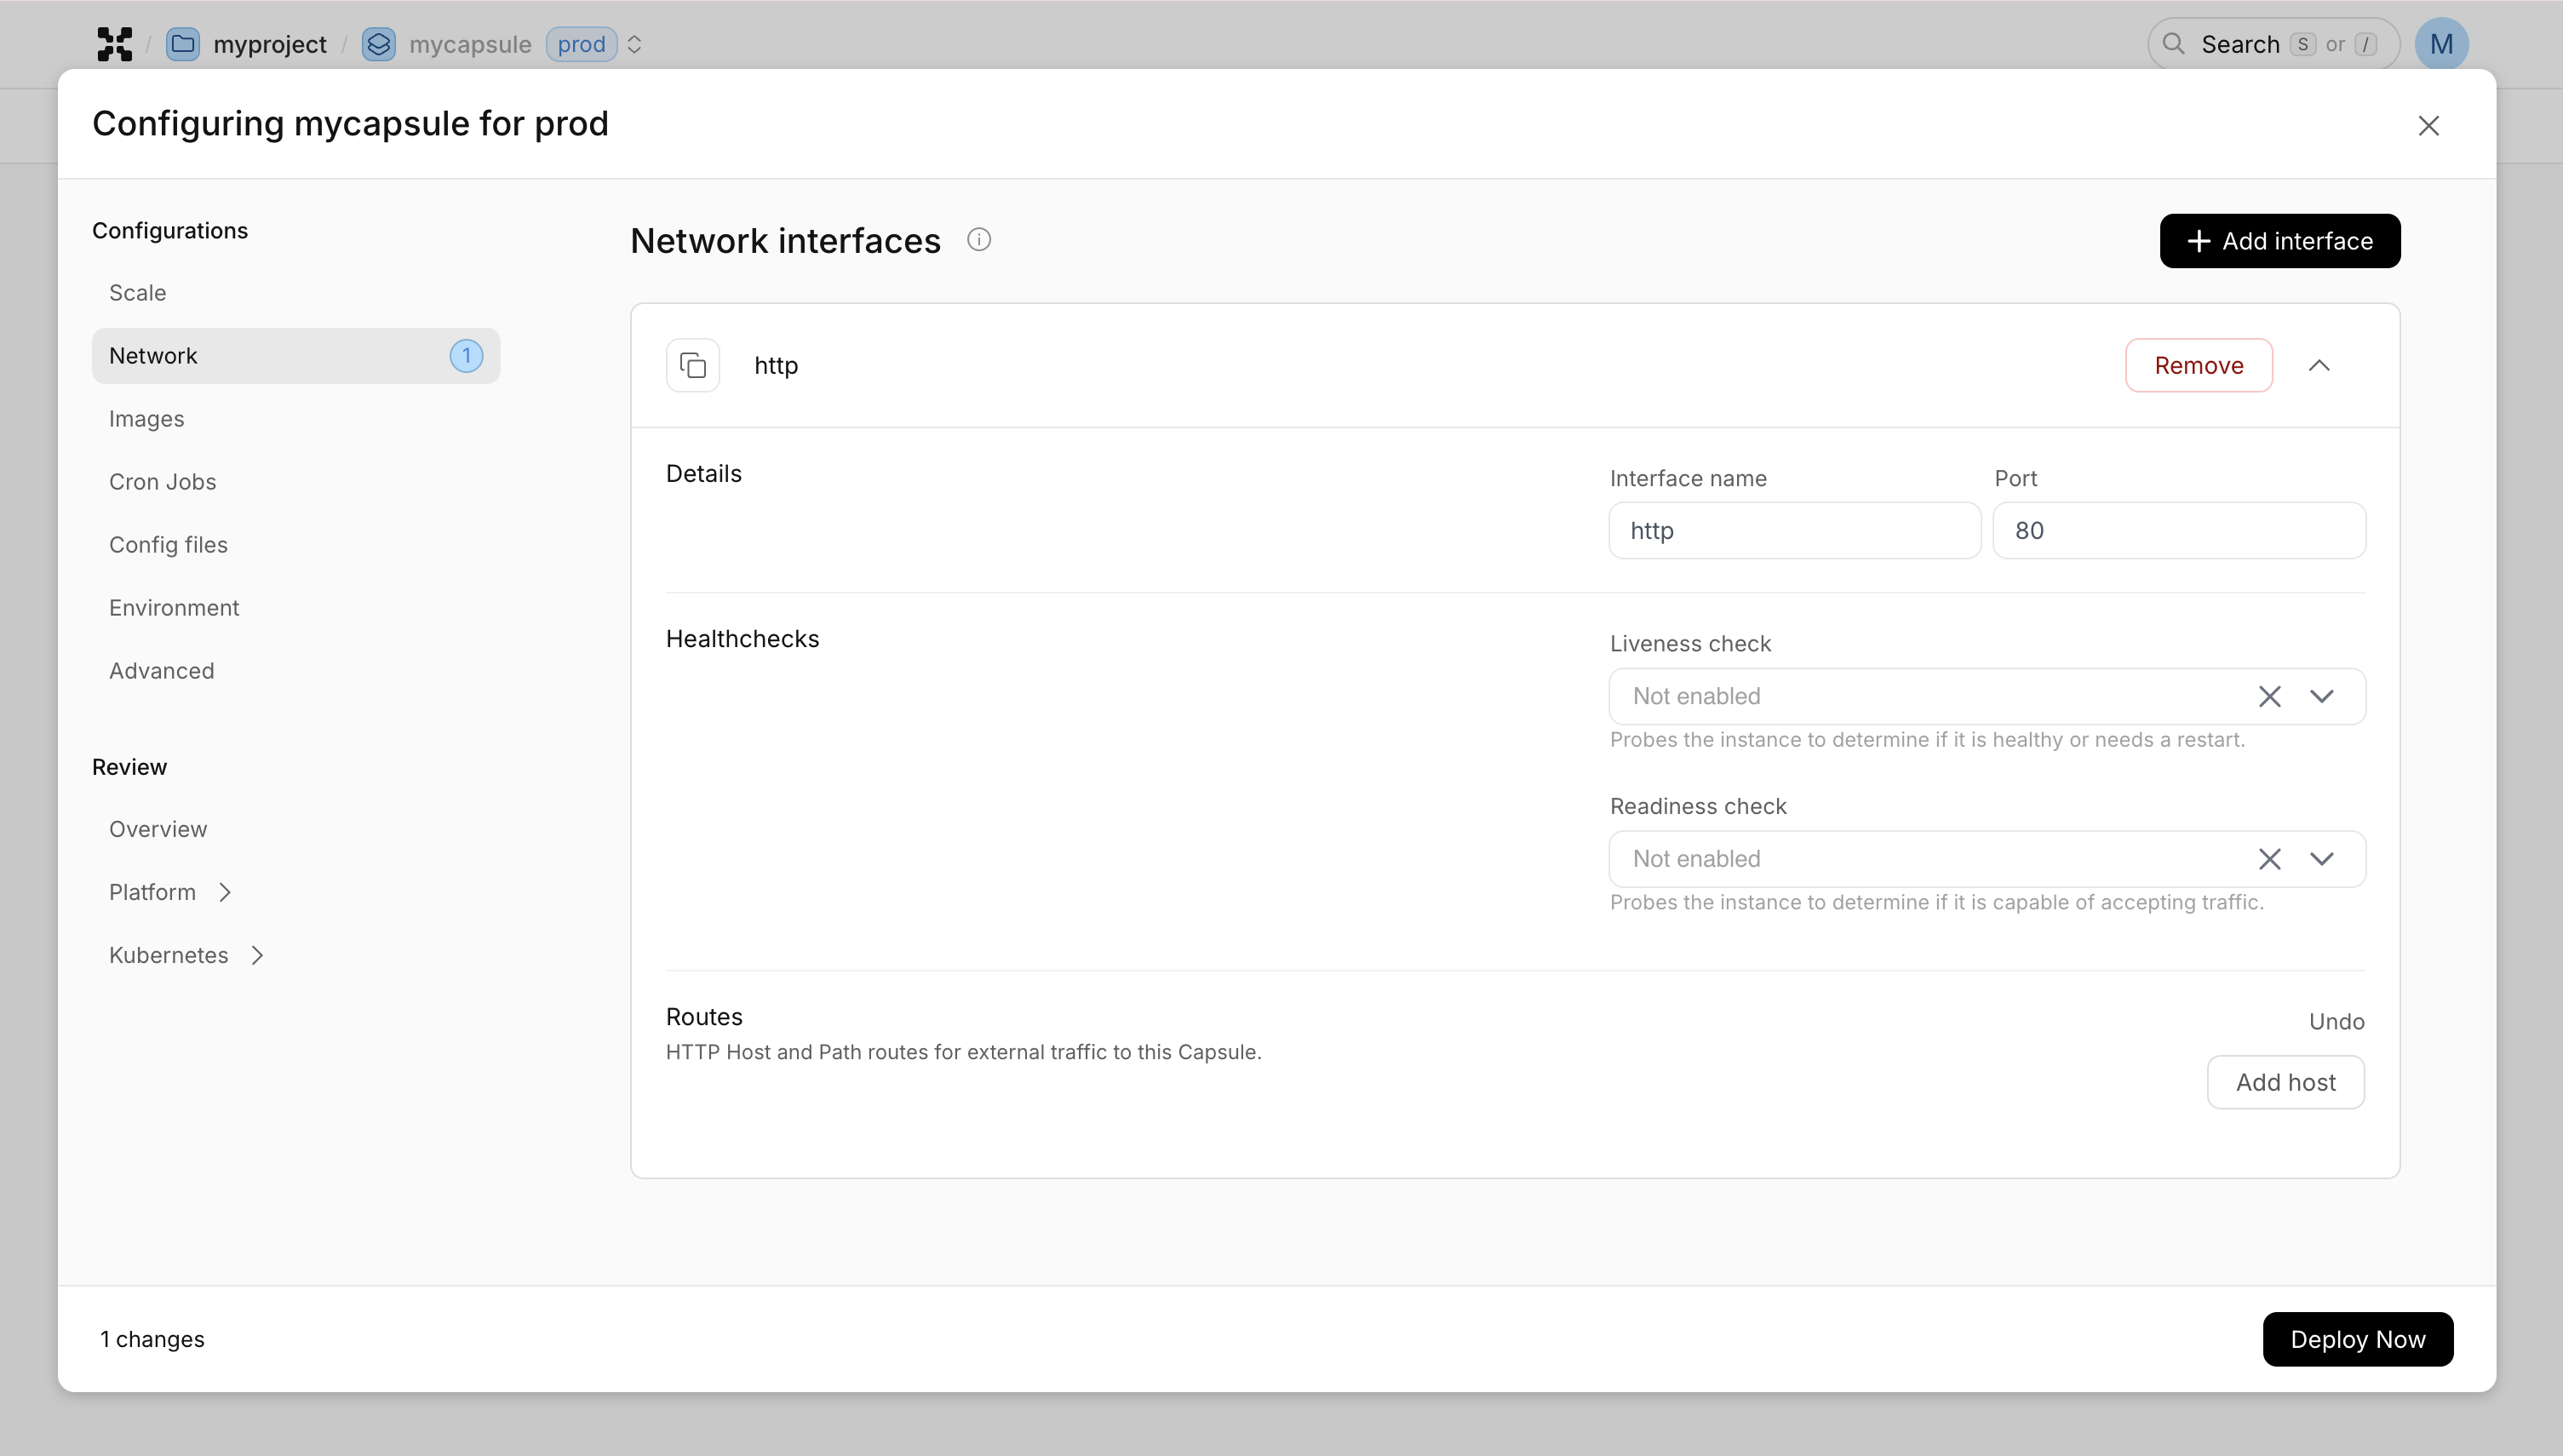 / myproject / mycapsule prod
Search S or /
M
Configuring mycapsule for prod
Configurations
Scale
Network 1
Images
Cron Jobs
Config files
Environment
Advanced
Review
Overview
Platform
Kubernetes
Network interfaces
+ Add interface
http
Remove
Details
Interface name
http
Port
80
Healthchecks
Liveness check
Not enabled
Probes the instance to determine if it is healthy or needs a restart.
Readiness check
Not enabled
Probes the instance to determine if it is capable of accepting traffic.
Routes
HTTP Host and Path routes for external traffic to this Capsule.
Undo
Add host
1 changes
Deploy Now